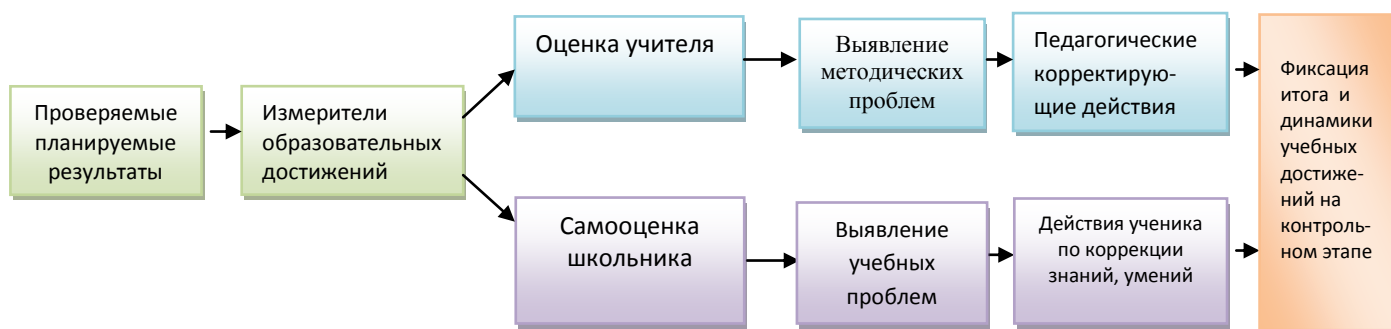 Проверяемые
планируемые
результаты
Измерители
образовательных
достижений
Оценка учителя
Выявление
методических
проблем
Педагогические
корректирую-
щие действия
Самооценка
школьника
Выявление
учебных
проблем
Действия ученика
по коррекции
знаний, умений
Фиксация
итога и
динамики
учебных
достиже-
ний на
контроль-
ном этапе